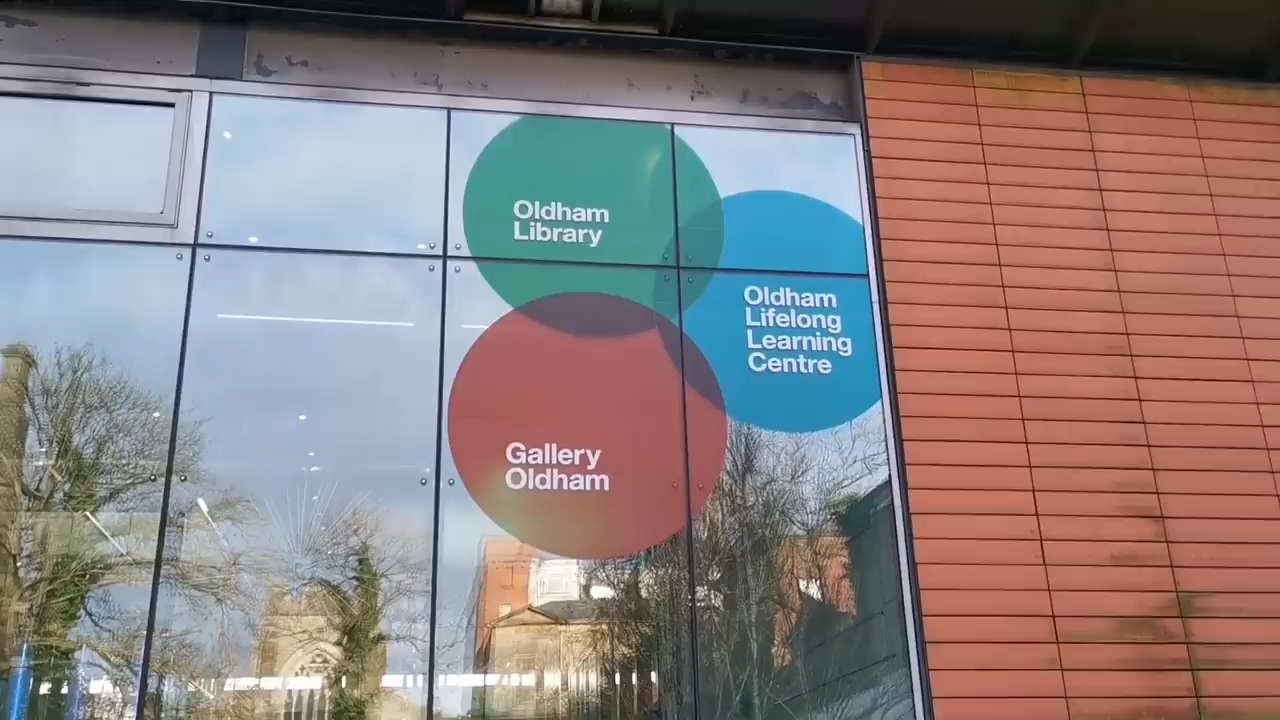 Oldham
Library
Oldham
Lifelong
Learning
Centre
Gallery
Oldham